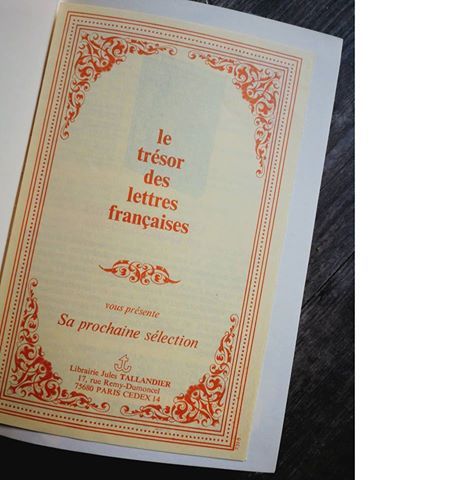 le
trésor
des
lettres
françaises
vous présente
Sa prochaine sélection
Librairie Jules TALLANDIER
17, rue Remy-Dumoncel
75680 PARIS CEDEX 14